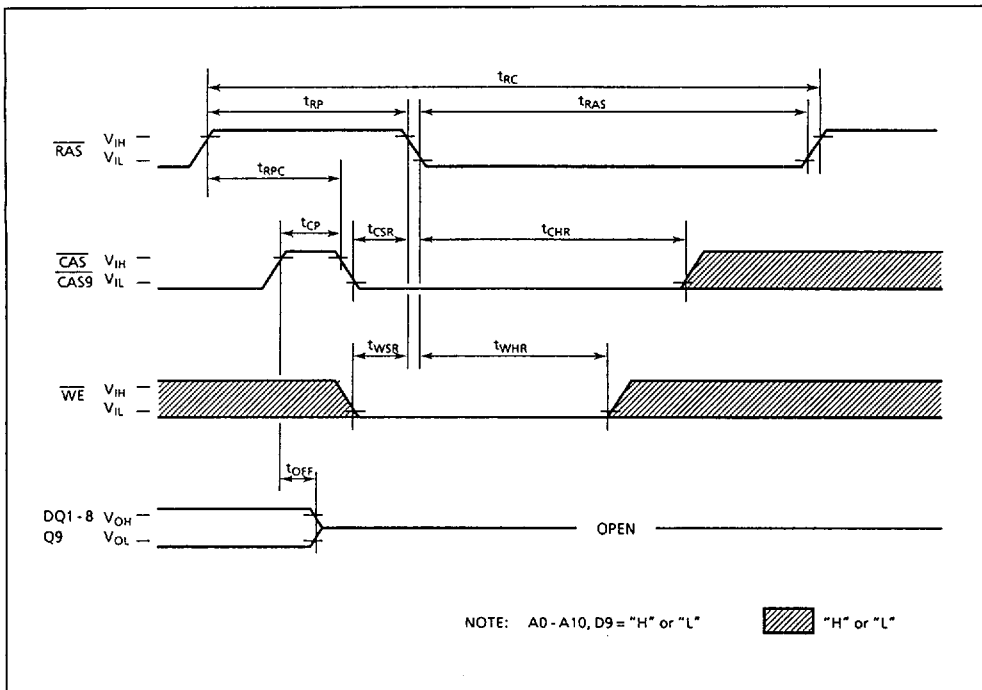 tRC
tRP
tRAS
RAS
VIH
VIL
tRPC
tCP
tCSR
tCHR
CAS
CAS9
VIH
VIL
tWSR
tWHR
WE
VIH
VIL
tOFF
DQ1 - 8 VOH
Q9 VOL
OPEN
NOTE: A0 - A10, D9 = "H" or "L"
"H" or "L"